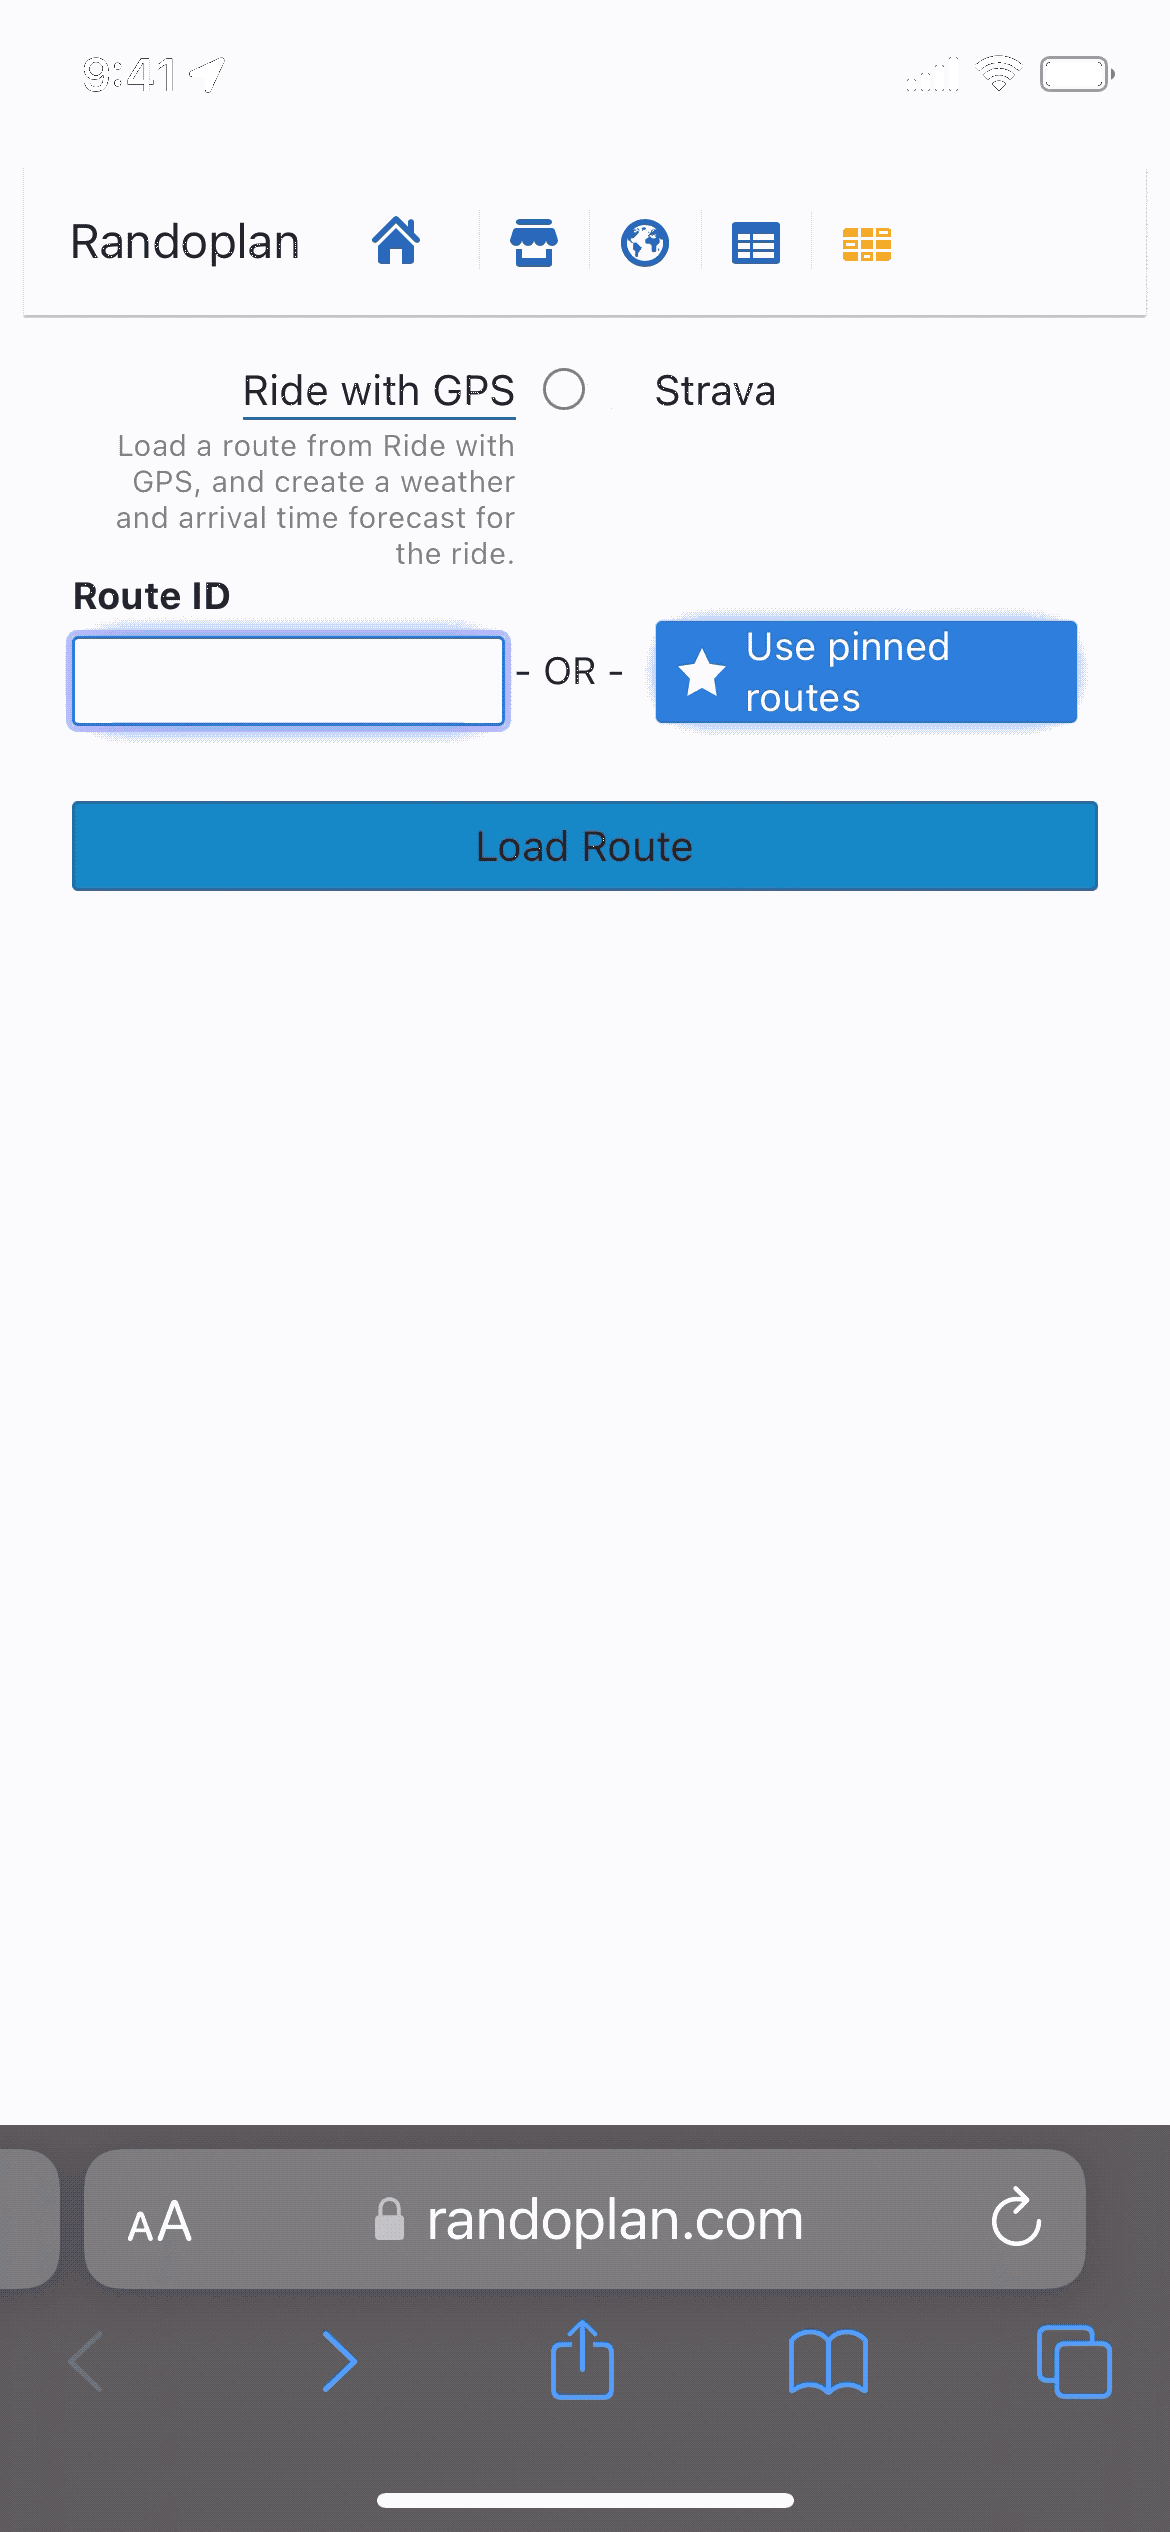 9:41
Randoplan
Ride with GPS Strava
Load a route from Ride with
GPS, and create a weather
and arrival time forecast for
the ride.
Route ID
- OR -
Use pinned
routes
Load Route
AA randoplan.com